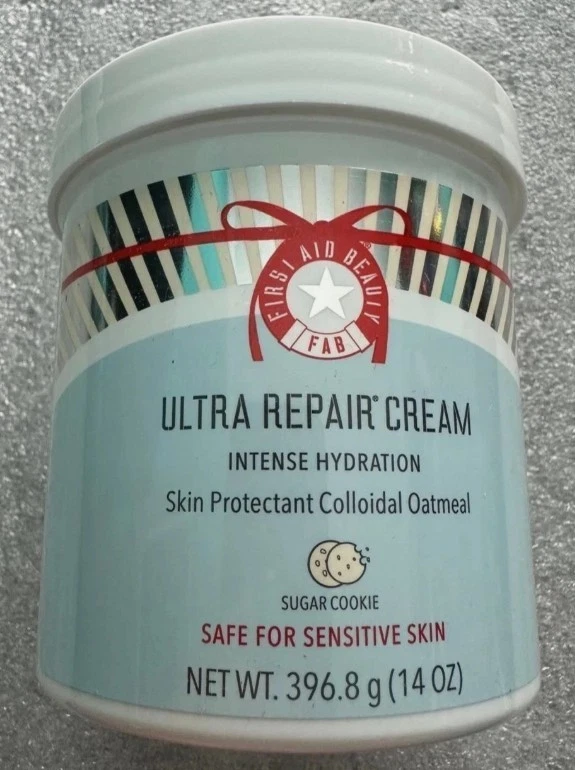 FIRST AID BEAUTY
®
FAB
ULTRA REPAIR® CREAM
INTENSE HYDRATION
Skin Protectant Colloidal Oatmeal
SUGAR COOKIE
SAFE FOR SENSITIVE SKIN
NET WT. 396.8 g (14 OZ)